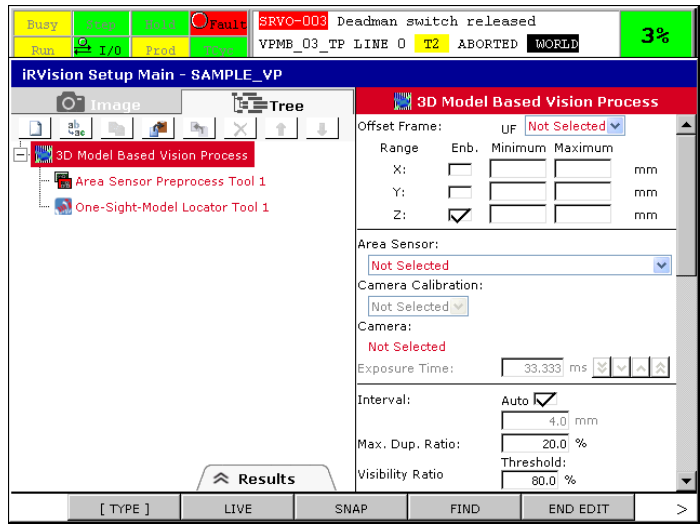 Busy Step Hold Fault SRVO-003 Deadman switch released
Run I/O Prod TCyc VPMB_03_TP LINE 0 T2 ABORTED WORLD 3%
iRVision Setup Main - SAMPLE_VP
Image Tree
3D Model Based Vision Process
ab
ac
3D Model Based Vision Process
Area Sensor Preprocess Tool 1
One-Sight-Model Locator Tool 1
Offset Frame: UF Not Selected
Range Enb. Minimum Maximum
X: mm
Y: mm
Z: mm
Area Sensor:
Not Selected
Camera Calibration:
Not Selected
Camera:
Not Selected
Exposure Time: 33.333 ms
Interval: Auto
4.0 mm
Max. Dup. Ratio: 20.0 %
Threshold:
Visibility Ratio 80.0 %
Results
[ TYPE ] LIVE SNAP FIND END EDIT >